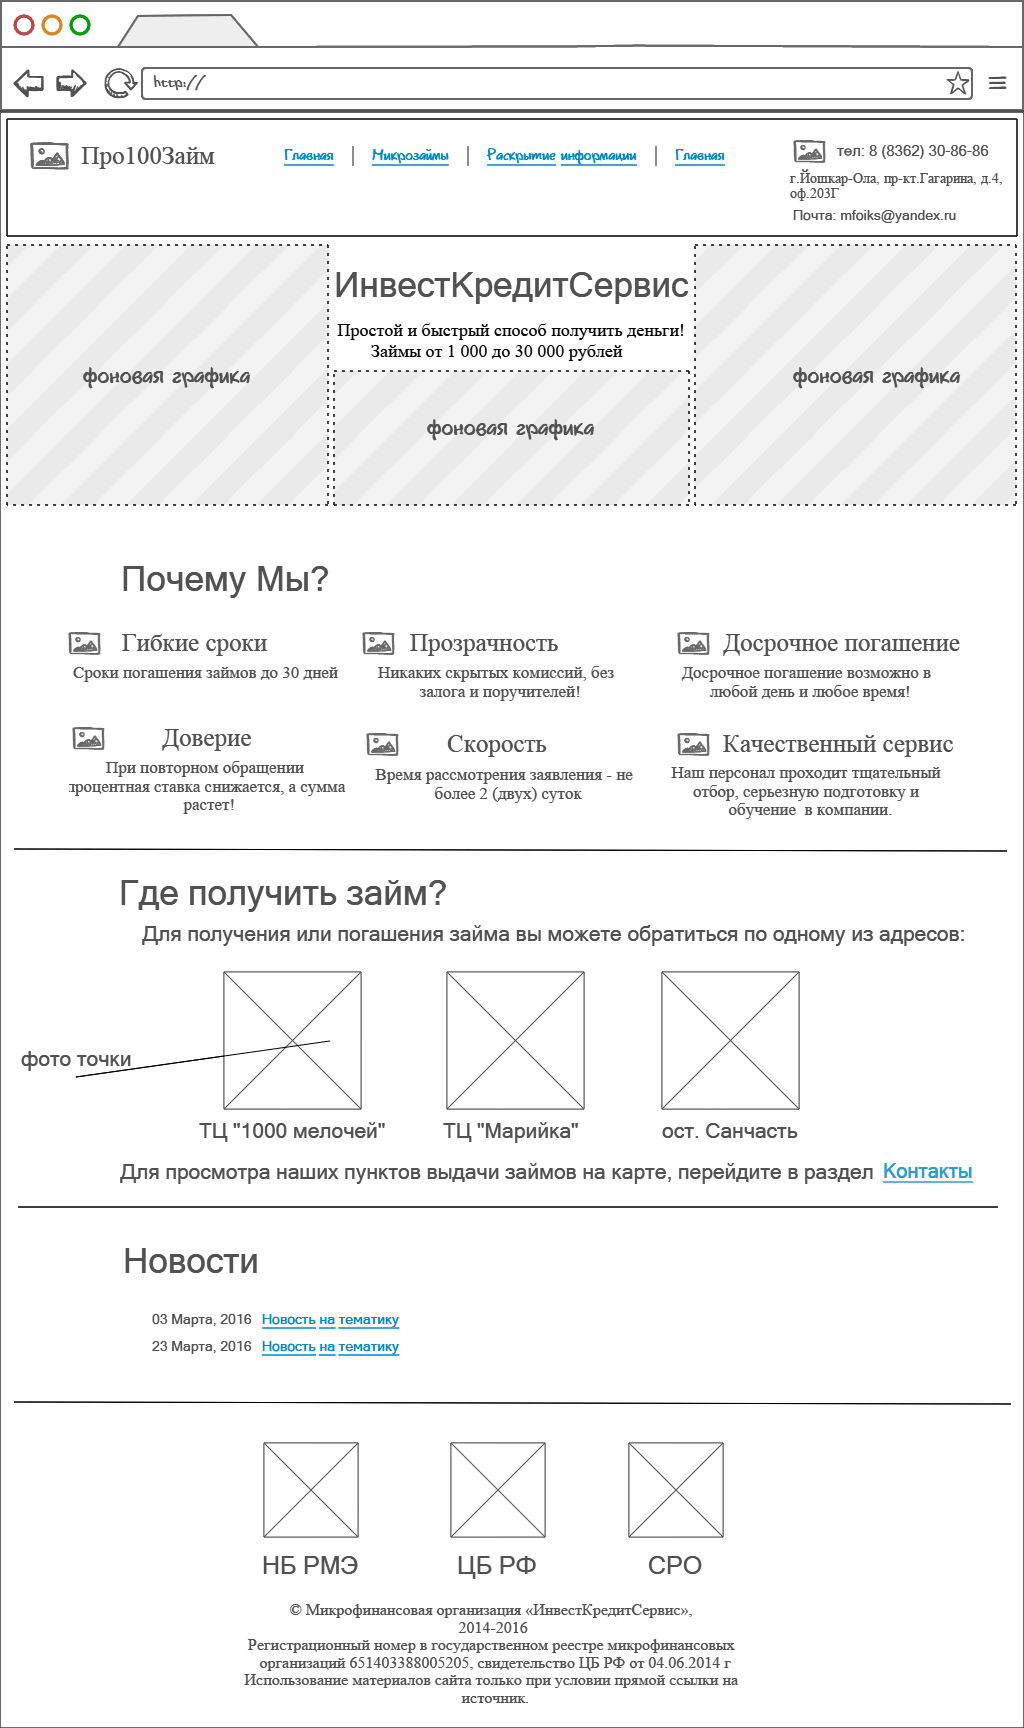 http://
Про100Займ
Главная
Микрозаймы
Раскрытие информации
Главная
тел: 8 (8362) 30-86-86
г.Йошкар-Ола, пр-кт.Гагарина, д.4,
оф.203Г
Почта: mfoiks@yandex.ru
ИнвестКредитСервис
Простой и быстрый способ получить деньги!
Займы от 1 000 до 30 000 рублей
фоновая графика
фоновая графика
фоновая графика
Почему Мы?
Гибкие сроки
Сроки погашения займов до 30 дней
Прозрачность
Никаких скрытых комиссий, без
залога и поручителей!
Досрочное погашение
Досрочное погашение возможно в
любой день и любое время!
Доверие
При повторном обращении
процентная ставка снижается, а сумма
растет!
Скорость
Время рассмотрения заявления - не
более 2 (двух) суток
Качественный сервис
Наш персонал проходит тщательный
отбор, серьезную подготовку и
обучение в компании.
Где получить займ?
Для получения или погашения займа вы можете обратиться по одному из адресов:
фото точки
ТЦ "1000 мелочей"
ТЦ "Марийка"
ост. Санчасть
Для просмотра наших пунктов выдачи займов на карте, перейдите в раздел Контакты
Новости
03 Марта, 2016 Новость на тематику
23 Марта, 2016 Новость на тематику
НБ РМЭ
ЦБ РФ
СРО
© Микрофинансовая организация «ИнвестКредитСервис»,
2014-2016
Регистрационный номер в государственном реестре микрофинансовых
организаций 651403388005205, свидетельство ЦБ РФ от 04.06.2014 г
Использование материалов сайта только при условии прямой ссылки на
источник.